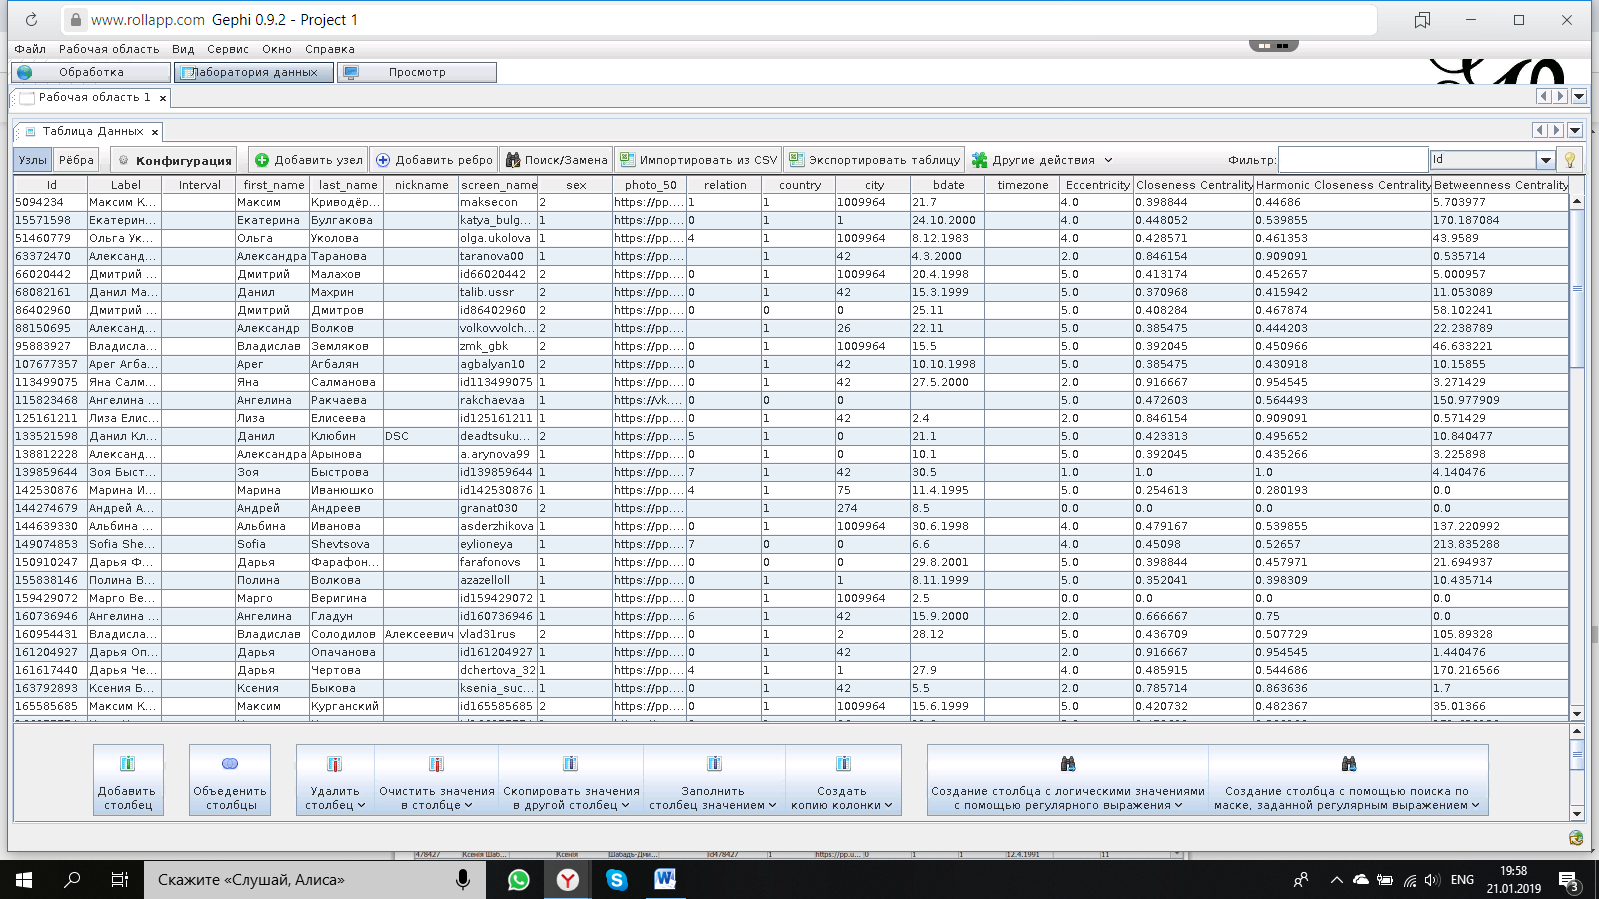 www.rollapp.com Gephi 0.9.2 - Project 1
Файл Рабочая область Вид Сервис Окно Справка
Обработка Лаборатория данных Просмотр
Рабочая область 1
Таблица Данных
Узлы Рёбра Конфигурация Добавить узел Добавить ребро Поиск/Замена Импортировать из CSV Экспортировать таблицу Другие действия Фильтр: Id
Id Label Interval first_name last_name nickname screen_name sex photo_50 relation country city bdate timezone Eccentricity Closeness Centrality Harmonic Closeness Centrality Betweenness Centrality
5094234 Максим К... Максим Криводёр... maksecon 2 https://pp.... 1 1 1009964 21.7 4.0 0.398844 0.44686 5.703977
15571598 Екатерин... Екатерина Булгакова katya_bulg... 1 https://pp.... 0 1 1 24.10.2000 4.0 0.448052 0.539855 170.187084
51460779 Ольга Ук... Ольга Уколова olga.ukolova 1 https://pp.... 4 1 1009964 8.12.1983 4.0 0.428571 0.461353 43.9589
63372470 Александ... Александра Таранова taranova00 1 https://pp.... 1 42 4.3.2000 2.0 0.846154 0.909091 0.535714
66020442 Дмитрий ... Дмитрий Малахов id66020442 2 https://pp.... 0 1 1009964 20.4.1998 5.0 0.413174 0.452657 5.000957
68082161 Данил Ма... Данил Махрин talib.ussr 2 https://pp.... 0 1 42 15.3.1999 5.0 0.370968 0.415942 11.053089
86402960 Дмитрий ... Дмитрий Дмитров id86402960 2 https://pp.... 0 0 0 25.11 5.0 0.408284 0.467874 58.102241
88150695 Александ... Александр Волков volkovvolch... 2 https://pp.... 1 26 22.11 5.0 0.385475 0.444203 22.238789
95883927 Владисла... Владислав Земляков zmk_gbk 2 https://pp.... 0 1 1009964 15.5 5.0 0.392045 0.450966 46.633221
107677357 Арег Агба... Арег Агбалян agbalyan10 2 https://pp.... 0 1 42 10.10.1998 5.0 0.385475 0.430918 10.15855
113499075 Яна Салм... Яна Салманова id113499075 1 https://pp.... 0 1 42 27.5.2000 2.0 0.916667 0.954545 3.271429
115823468 Ангелина ... Ангелина Ракчаева rakchaevaa 1 https://vk.... 0 0 0 5.0 0.472603 0.564493 150.977909
125161211 Лиза Елис... Лиза Елисеева id125161211 1 https://pp.... 0 1 42 2.4 2.0 0.846154 0.909091 0.571429
133521598 Данил Кл... Данил Клюбин DSC deadtsuku... 2 https://pp.... 5 1 0 21.1 5.0 0.423313 0.495652 10.840477
138812228 Александ... Александра Арынова a.arynova99 1 https://pp.... 0 1 0 10.1 5.0 0.392045 0.435266 3.225898
139859644 Зоя Быст... Зоя Быстрова id139859644 1 https://pp.... 7 1 42 30.5 1.0 1.0 1.0 4.140476
142530876 Марина И... Марина Иванюшко id142530876 1 https://pp.... 4 1 75 11.4.1995 5.0 0.254613 0.280193 0.0
144274679 Андрей А... Андрей Андреев granat030 2 https://pp.... 1 274 8.5 0.0 0.0 0.0 0.0
144639330 Альбина ... Альбина Иванова asderzhikova 1 https://pp.... 0 1 1009964 30.6.1998 4.0 0.479167 0.539855 137.220992
149074853 Sofia She... Sofia Shevtsova eylioneya 1 https://pp.... 7 0 0 6.6 4.0 0.45098 0.52657 213.835288
150910247 Дарья Ф... Дарья Фарафон... farafonovs 1 https://pp.... 0 0 0 29.8.2001 5.0 0.398844 0.457971 21.694937
155838146 Полина В... Полина Волкова azazelloll 1 https://pp.... 0 1 1 8.11.1999 5.0 0.352041 0.398309 10.435714
159429072 Марго Ве... Марго Веригина id159429072 1 https://pp.... 0 1 1009964 2.5 0.0 0.0 0.0 0.0
160736946 Ангелина ... Ангелина Гладун id160736946 1 https://pp.... 6 1 42 15.9.2000 2.0 0.666667 0.75 0.0
160954431 Владисла... Владислав Солодилов Алексеевич vlad31rus 2 https://pp.... 0 1 2 28.12 5.0 0.436709 0.507729 105.89328
161204927 Дарья Оп... Дарья Опачанова id161204927 1 https://pp.... 0 1 42 2.0 0.916667 0.954545 1.440476
161617440 Дарья Че... Дарья Чертова dchertova_32 1 https://pp.... 4 1 1 27.9 4.0 0.485915 0.544686 170.216566
163792893 Ксения Б... Ксения Быкова ksenia_suc... 1 https://pp.... 0 1 42 5.5 2.0 0.785714 0.863636 1.7
165585685 Максим К... Максим Курганский id165585685 2 https://pp.... 0 1 1009964 15.6.1999 5.0 0.420732 0.482367 35.01366
Добавить столбец
Объеденить столбцы
Удалить столбец
Очистить значения в столбце
Скопировать значения в другой столбец
Заполнить столбец значением
Создать копию колонки
Создание столбца с логическими значениями с помощью регулярного выражения
Создание столбца с помощью поиска по маске, заданной регулярным выражением
478427 Ксенія Шаб... Ксенія Шабадь-Дми... id478427 1 https://pp.u... 0 1 1 12.4.1991 11
Скажите «Слушай, Алиса» ENG 19:58
21.01.2019 3